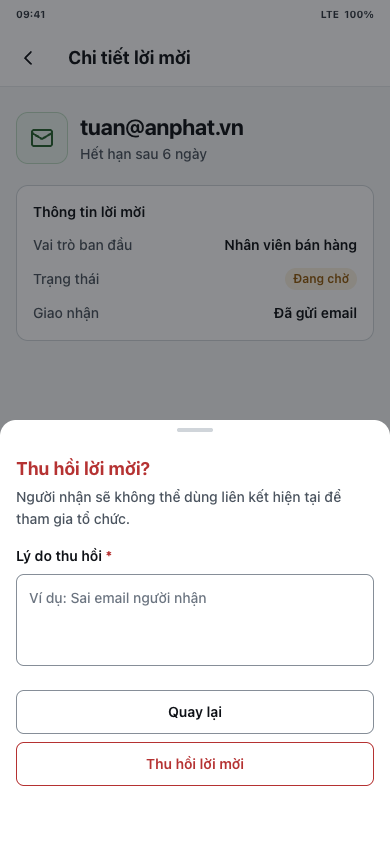 09:41 LTE 100%
Chi tiết lời mời
tuan@anphat.vn
Hết hạn sau 6 ngày
Thông tin lời mời
Vai trò ban đầu Nhân viên bán hàng
Trạng thái Đang chờ
Giao nhận Đã gửi email
Thu hồi lời mời?
Người nhận sẽ không thể dùng liên kết hiện tại để
tham gia tổ chức.
Lý do thu hồi *
Ví dụ: Sai email người nhận
Quay lại
Thu hồi lời mời